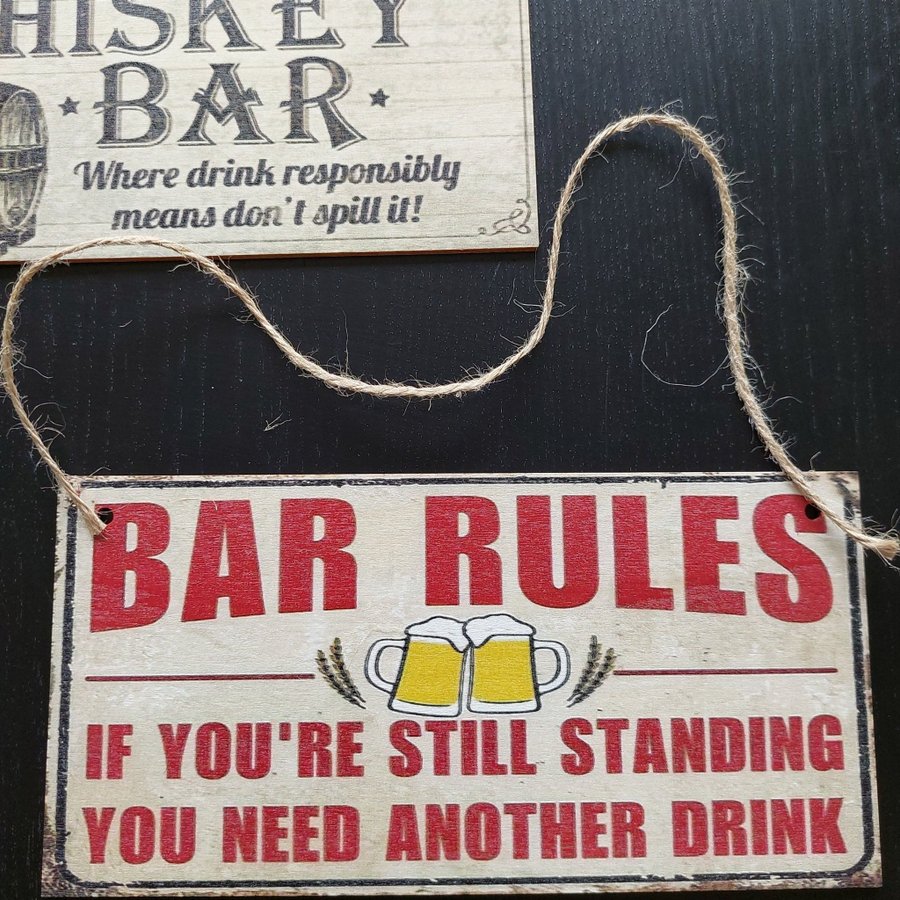 HISKEY
BAR
Where drink responsibly
means don't spill it!
BAR RULES
IF YOU'RE STILL STANDING
YOU NEED ANOTHER DRINK